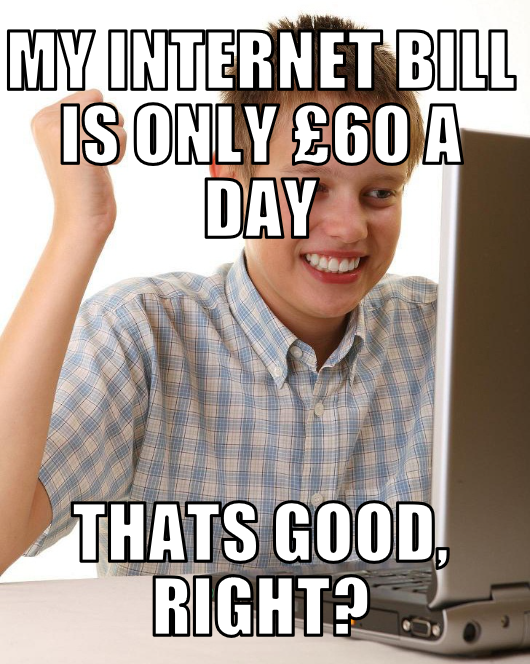 MY INTERNET BILL
IS ONLY £60 A
DAY
THATS GOOD,
RIGHT?